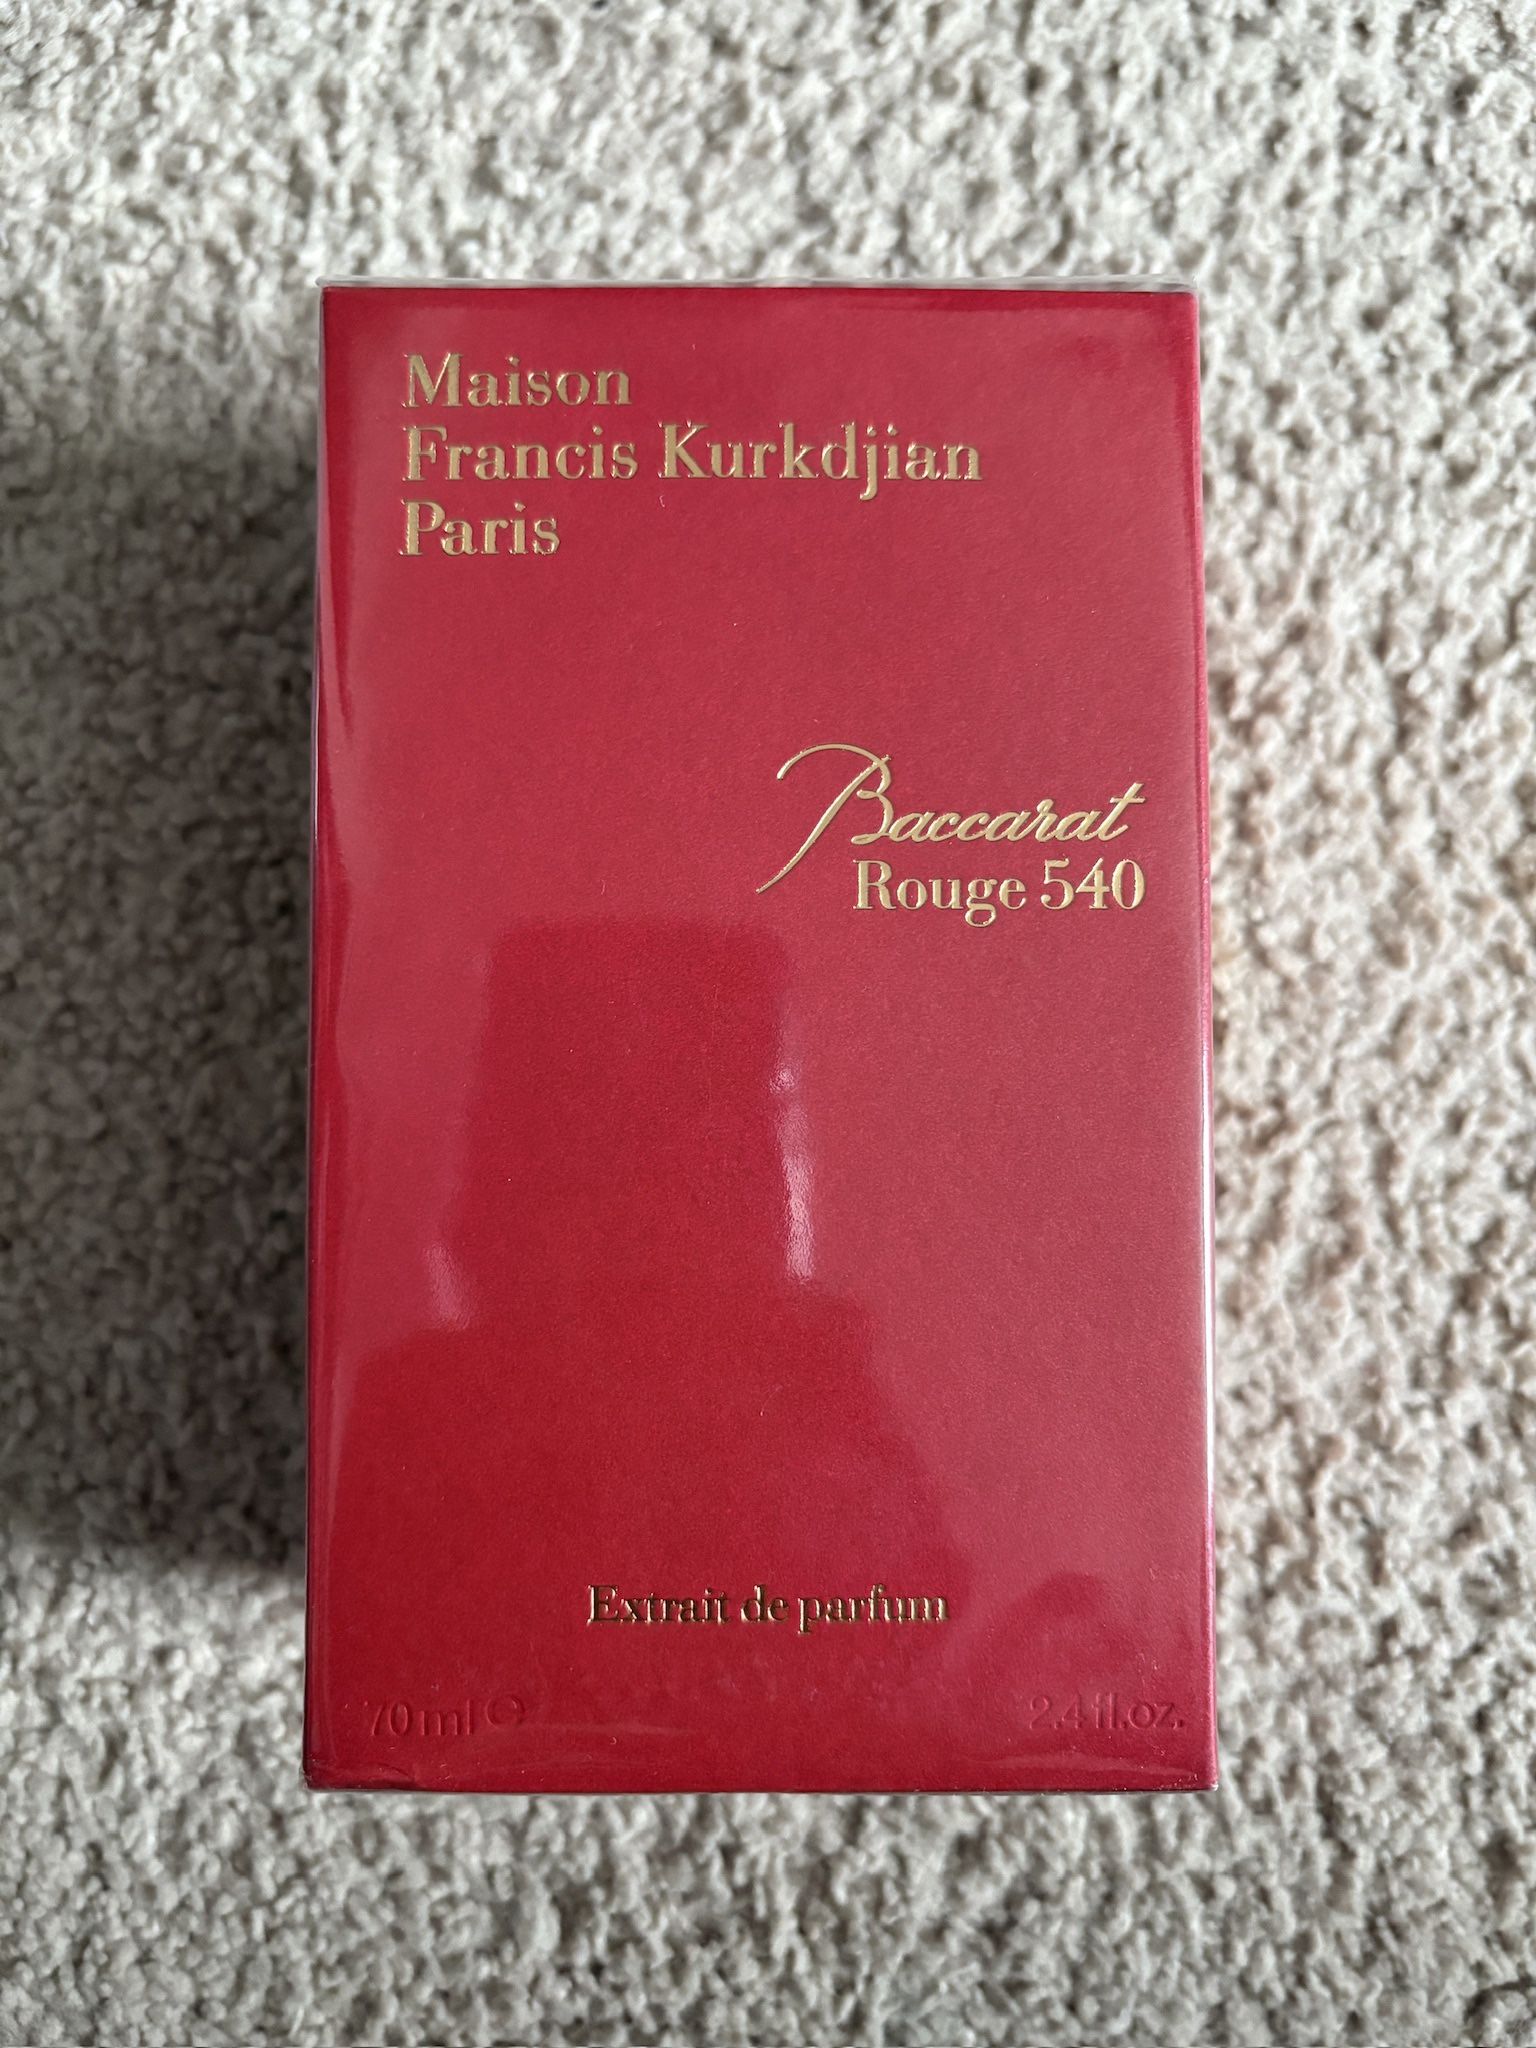 Maison
Francis Kurkdjian
Paris
Baccarat
Rouge 540
Extrait de parfum
70 ml ℮ 2.4 fl.oz.